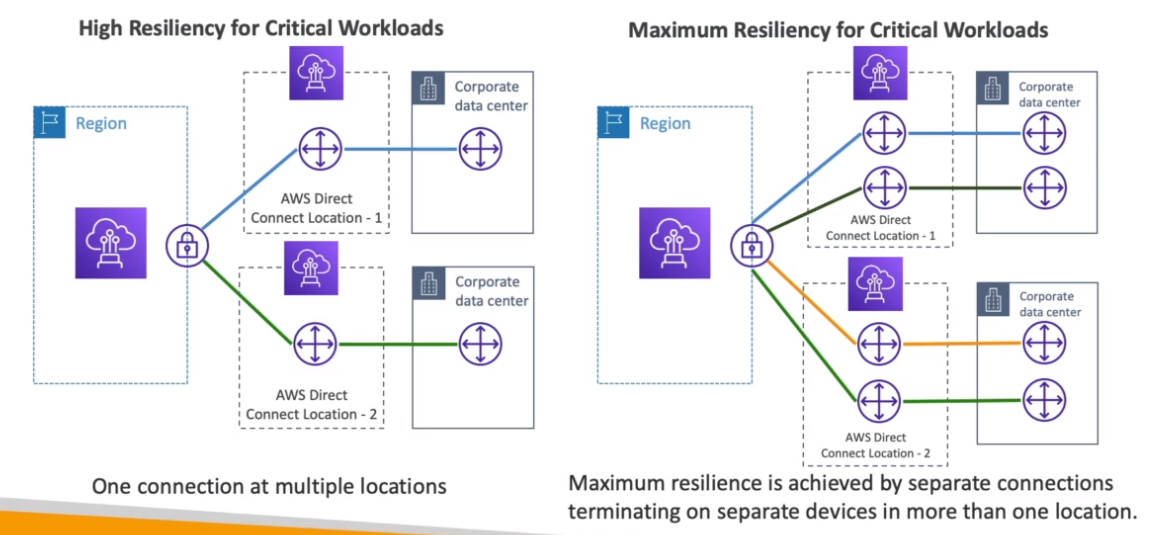 High Resiliency for Critical Workloads
Region
Corporate
data center
AWS Direct
Connect Location - 1
Corporate
data center
AWS Direct
Connect Location - 2
One connection at multiple locations
Maximum Resiliency for Critical Workloads
Region
Corporate
data center
AWS Direct
Connect Location - 1
Corporate
data center
AWS Direct
Connect Location - 2
Maximum resilience is achieved by separate connections
terminating on separate devices in more than one location.